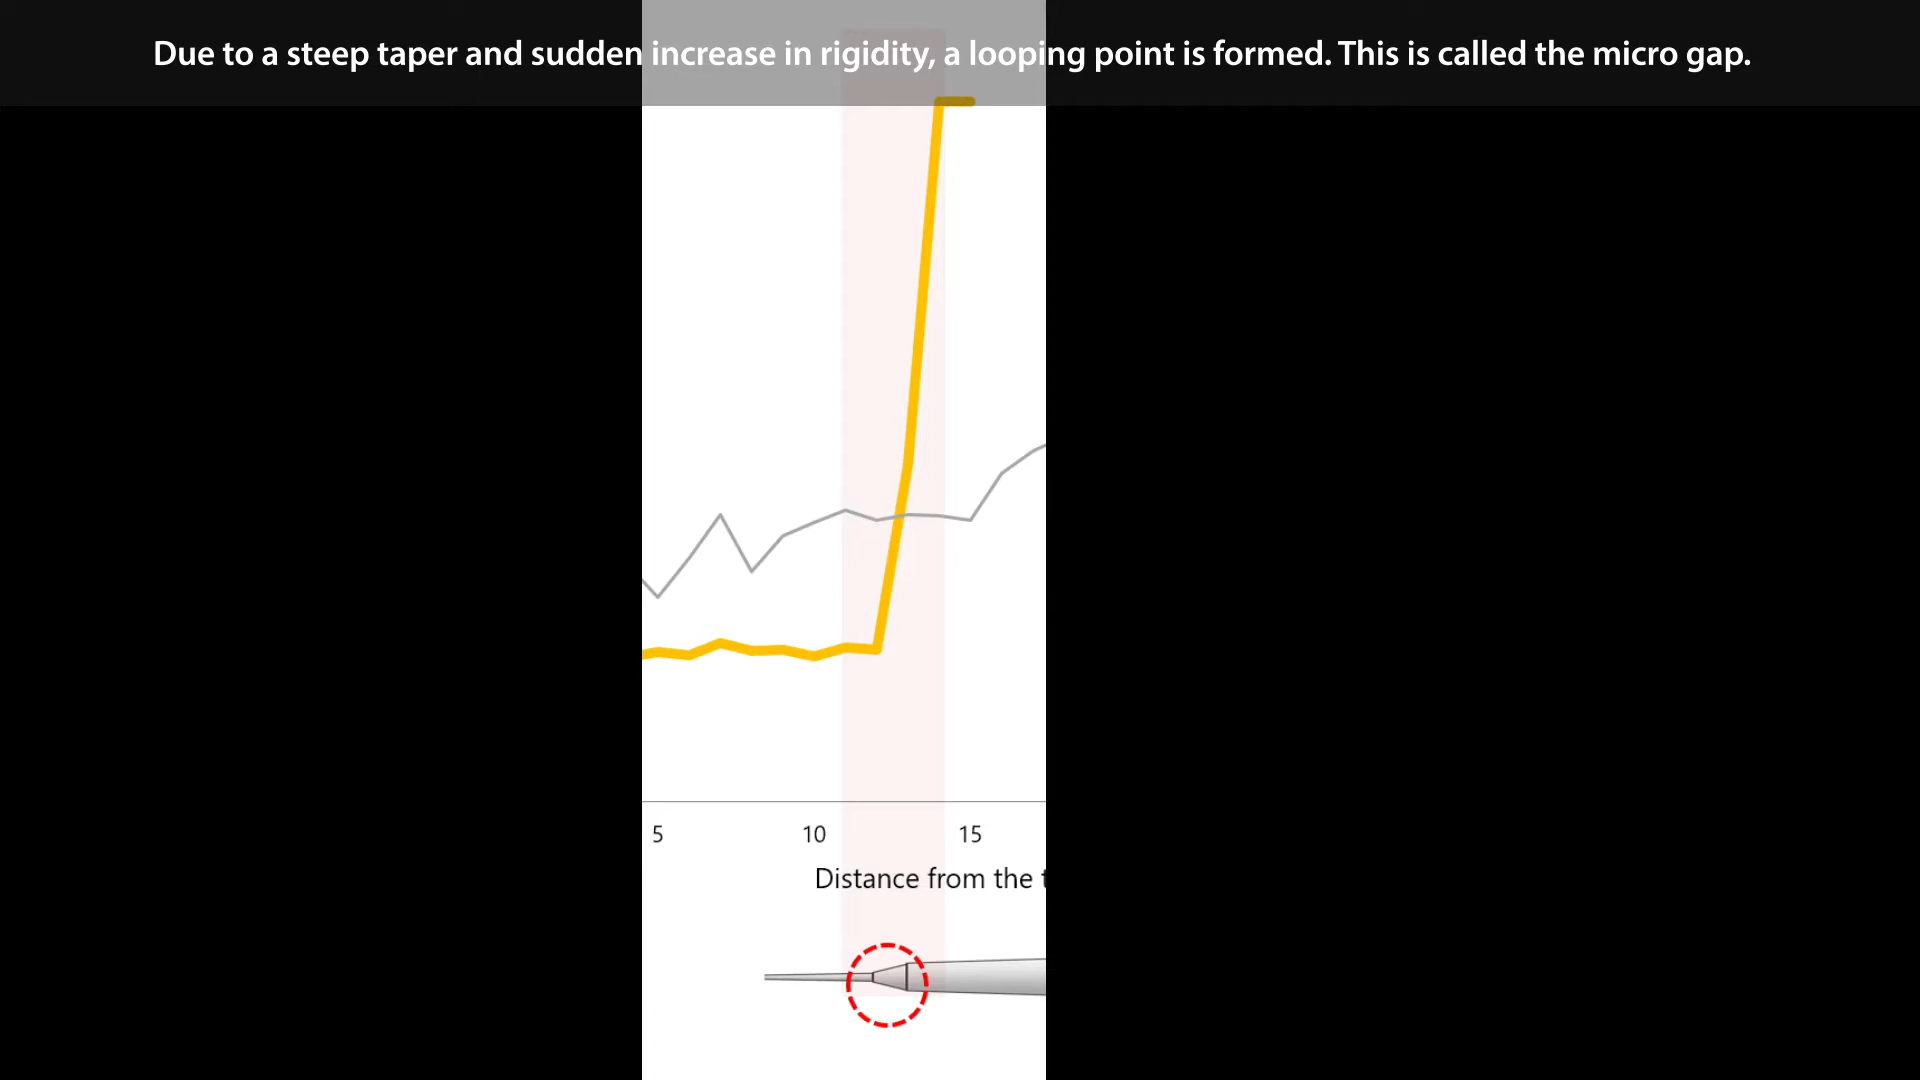 Due to a steep taper and sudden increase in rigidity, a looping point is formed. This is called the micro gap.
5 10 15
Distance from the